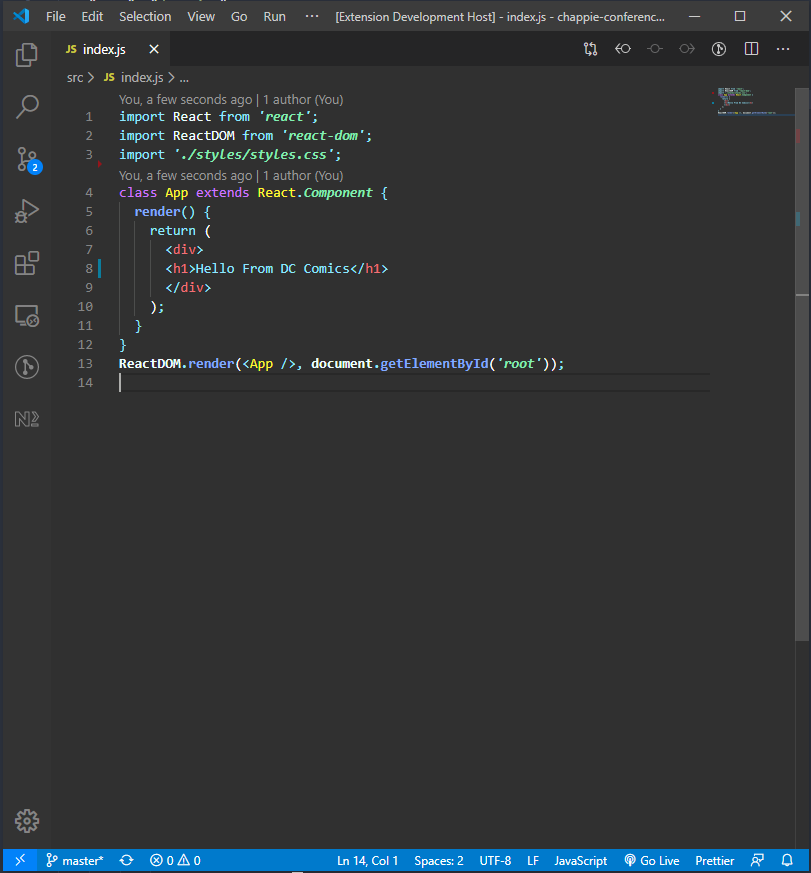 File Edit Selection View Go Run ··· [Extension Development Host] - index.js - chappie-conferenc...
JS index.js
src > JS index.js > ...
You, a few seconds ago | 1 author (You)
1 import React from 'react';
2 import ReactDOM from 'react-dom';
3 import './styles/styles.css';
You, a few seconds ago | 1 author (You)
4 class App extends React.Component {
5 render() {
6 return (
7 <div>
8 <h1>Hello From DC Comics</h1>
9 </div>
10 );
11 }
12 }
13 ReactDOM.render(<App />, document.getElementById('root'));
14
2
N2
master* 0 0 Ln 14, Col 1 Spaces: 2 UTF-8 LF JavaScript Go Live Prettier